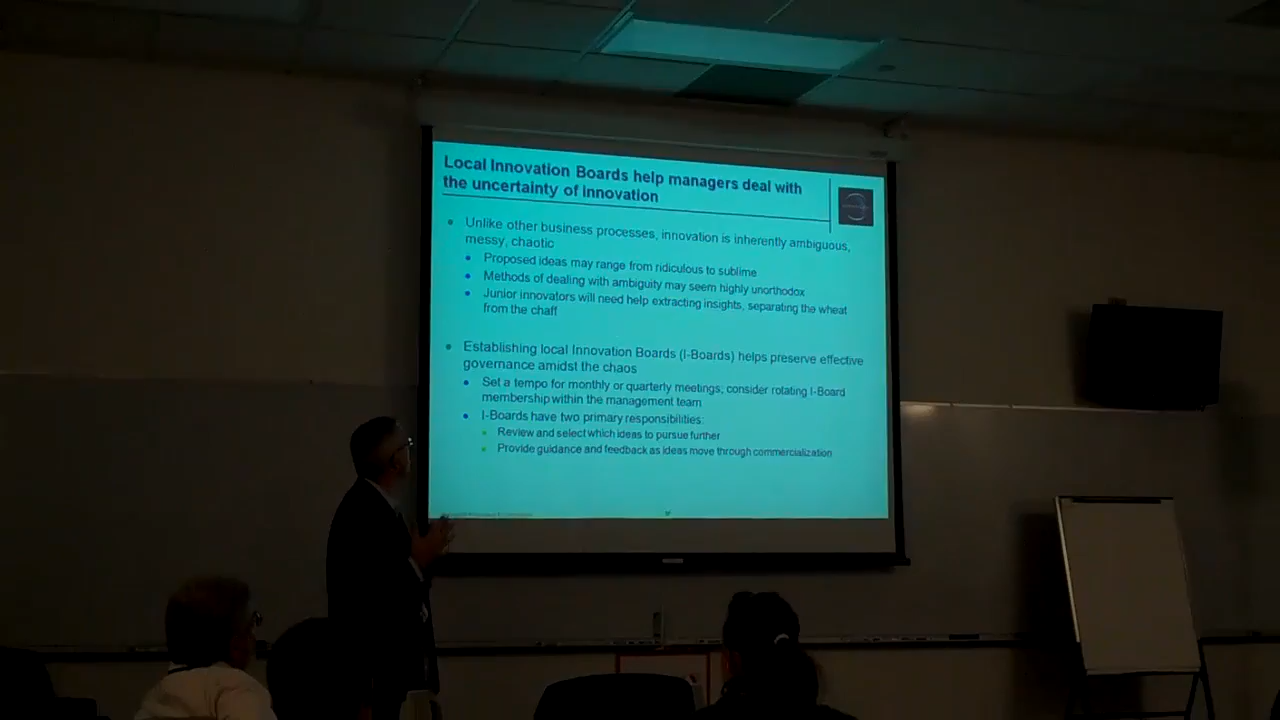 Local Innovation Boards help managers deal with
the uncertainty of innovation
Unlike other business processes, innovation is inherently ambiguous,
messy, chaotic
Proposed ideas may range from ridiculous to sublime
Methods of dealing with ambiguity may seem highly unorthodox
Junior innovators will need help extracting insights, separating the wheat
from the chaff
Establishing local Innovation Boards (I-Boards) helps preserve effective
governance amidst the chaos
Set a tempo for monthly or quarterly meetings; consider rotating I-Board
membership within the management team
I-Boards have two primary responsibilities:
Review and select which ideas to pursue further
Provide guidance and feedback as ideas move through commercialization